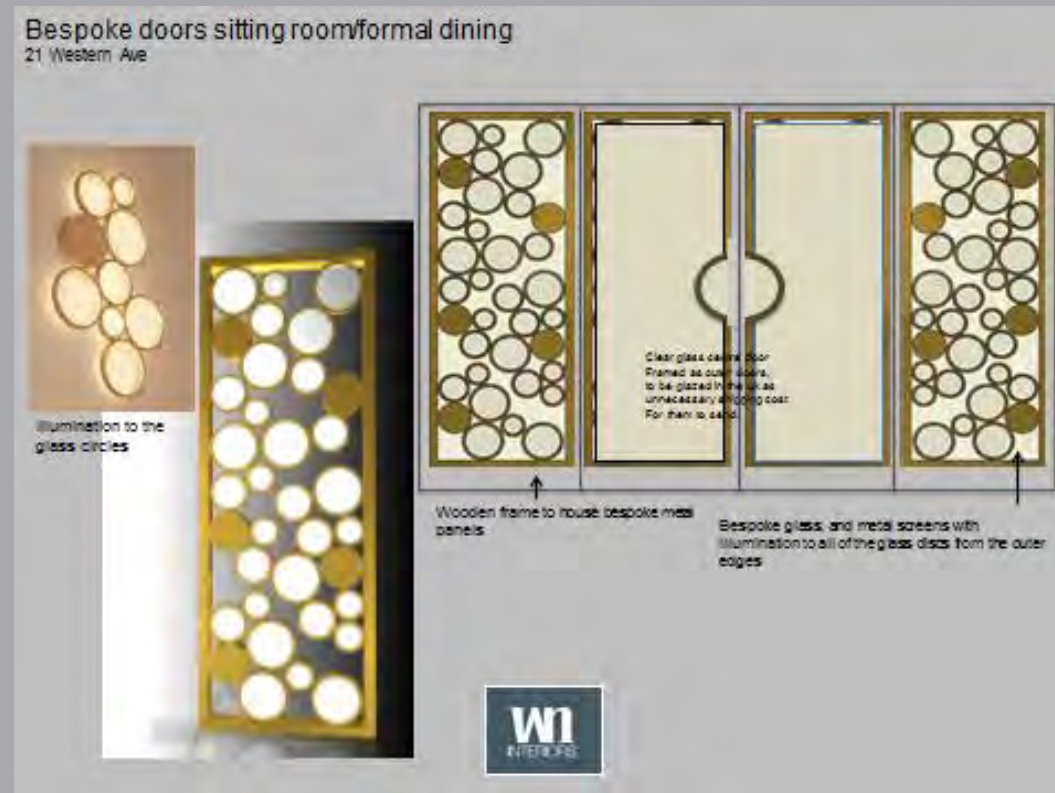 Bespoke doors sitting room/formal dining
21 Western Ave
Illumination to the
glass circles
Clear glass centre door
Framed as outer doors,
to be glazed in the uk as
unnecessary shipping cost
For them to send.
Wooden frame to house bespoke metal
panels
Bespoke glass, and metal screens with
illumination to all of the glass discs from the outer
edges
wn
INTERIORS